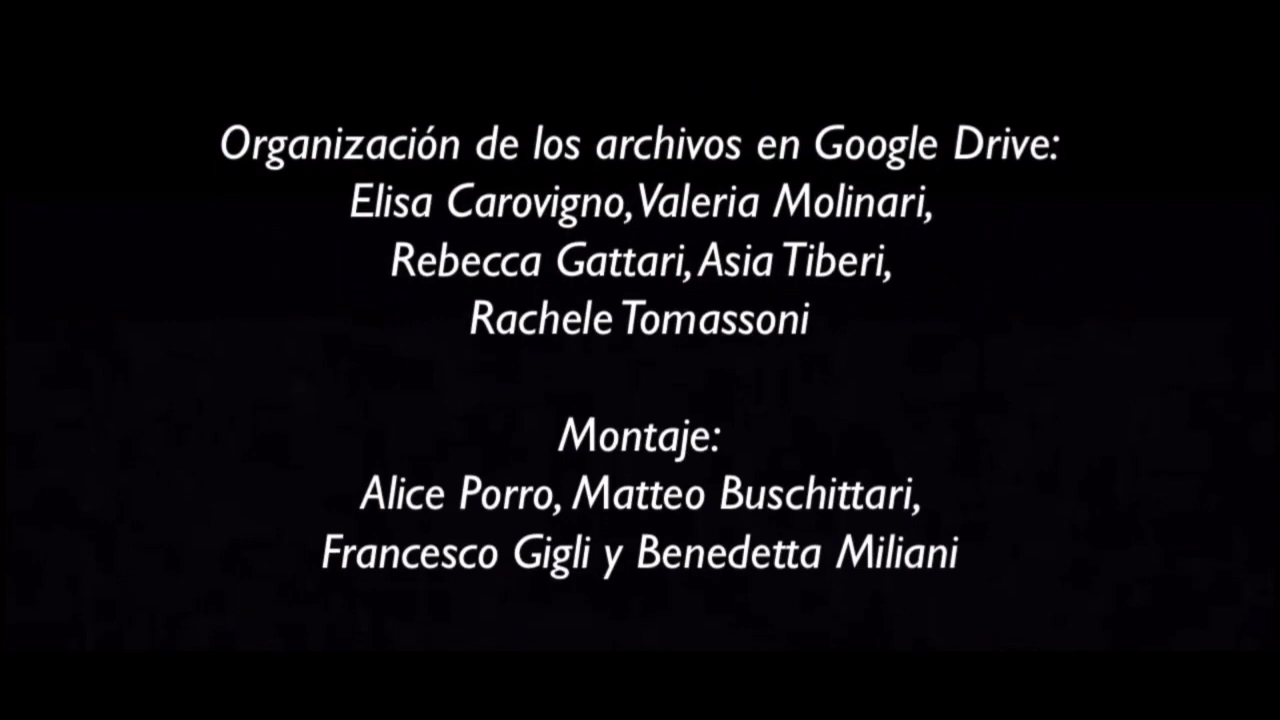 Organización de los archivos en Google Drive:
Elisa Carovigno, Valeria Molinari,
Rebecca Gattari, Asia Tiberi,
Rachele Tomassoni
Montaje:
Alice Porro, Matteo Buschittari,
Francesco Gigli y Benedetta Miliani